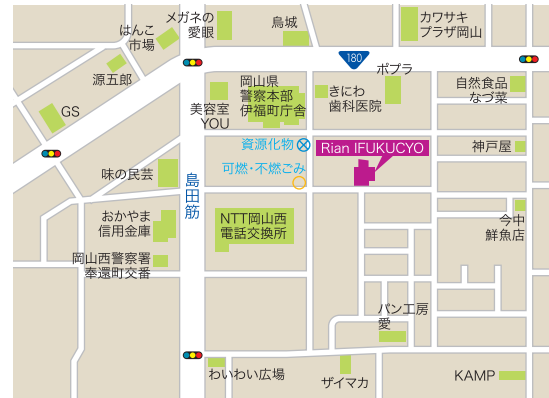 メガネの
愛眼
鳥城
カワサキ
プラザ岡山
はんこ
市場
180
源五郎
ポプラ
岡山県
警察本部
伊福町庁舎
きにわ
歯科医院
自然食品
なづ菜
GS
美容室
YOU
資源化物
Rian IFUKUCYO
神戸屋
味の民芸
可燃・不燃ごみ
島田筋
おかやま
信用金庫
NTT岡山西
電話交換所
今中
鮮魚店
岡山西警察署
奉還町交番
パン工房
愛
わいわい広場
ザイマカ
KAMP